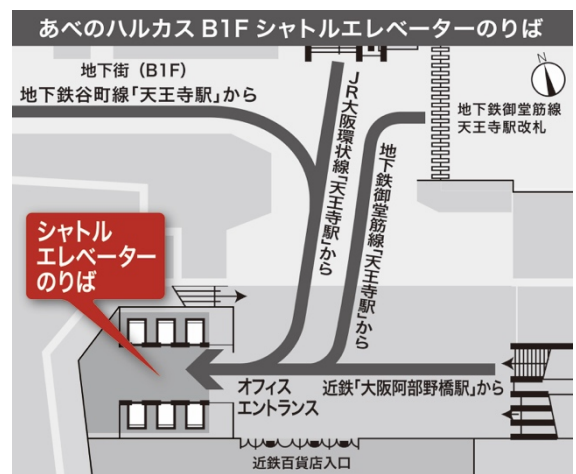 あべのハルカス B1F シャトルエレベーターのりば
地下街（B1F）
地下鉄谷町線「天王寺駅」から
JR大阪環状線「天王寺駅」から
地下鉄御堂筋線「天王寺駅」から
N
地下鉄御堂筋線
天王寺駅改札
シャトル
エレベーター
のりば
オフィス
エントランス
近鉄「大阪阿部野橋駅」から
近鉄百貨店入口